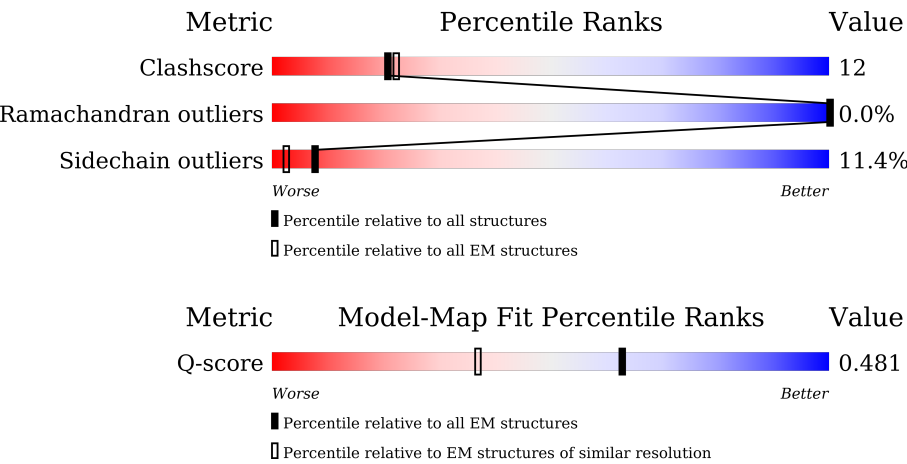 Metric Percentile Ranks Value
Clashscore 12
Ramachandran outliers 0.0%
Sidechain outliers 11.4%
Worse Better
Percentile relative to all structures
Percentile relative to all EM structures
Metric Model-Map Fit Percentile Ranks Value
Q-score 0.481
Worse Better
Percentile relative to all EM structures
Percentile relative to EM structures of similar resolution